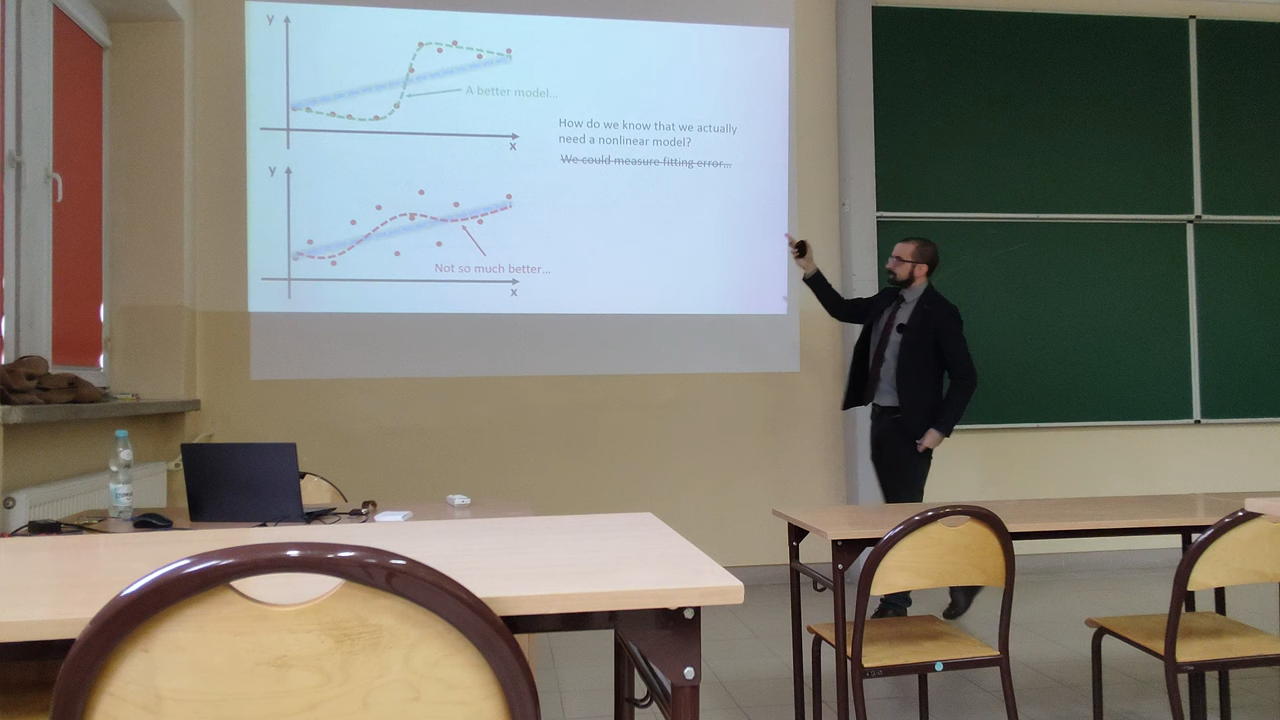 y
A better model...
x
How do we know that we actually
need a nonlinear model?
We could measure fitting error...
y
Not so much better...
x